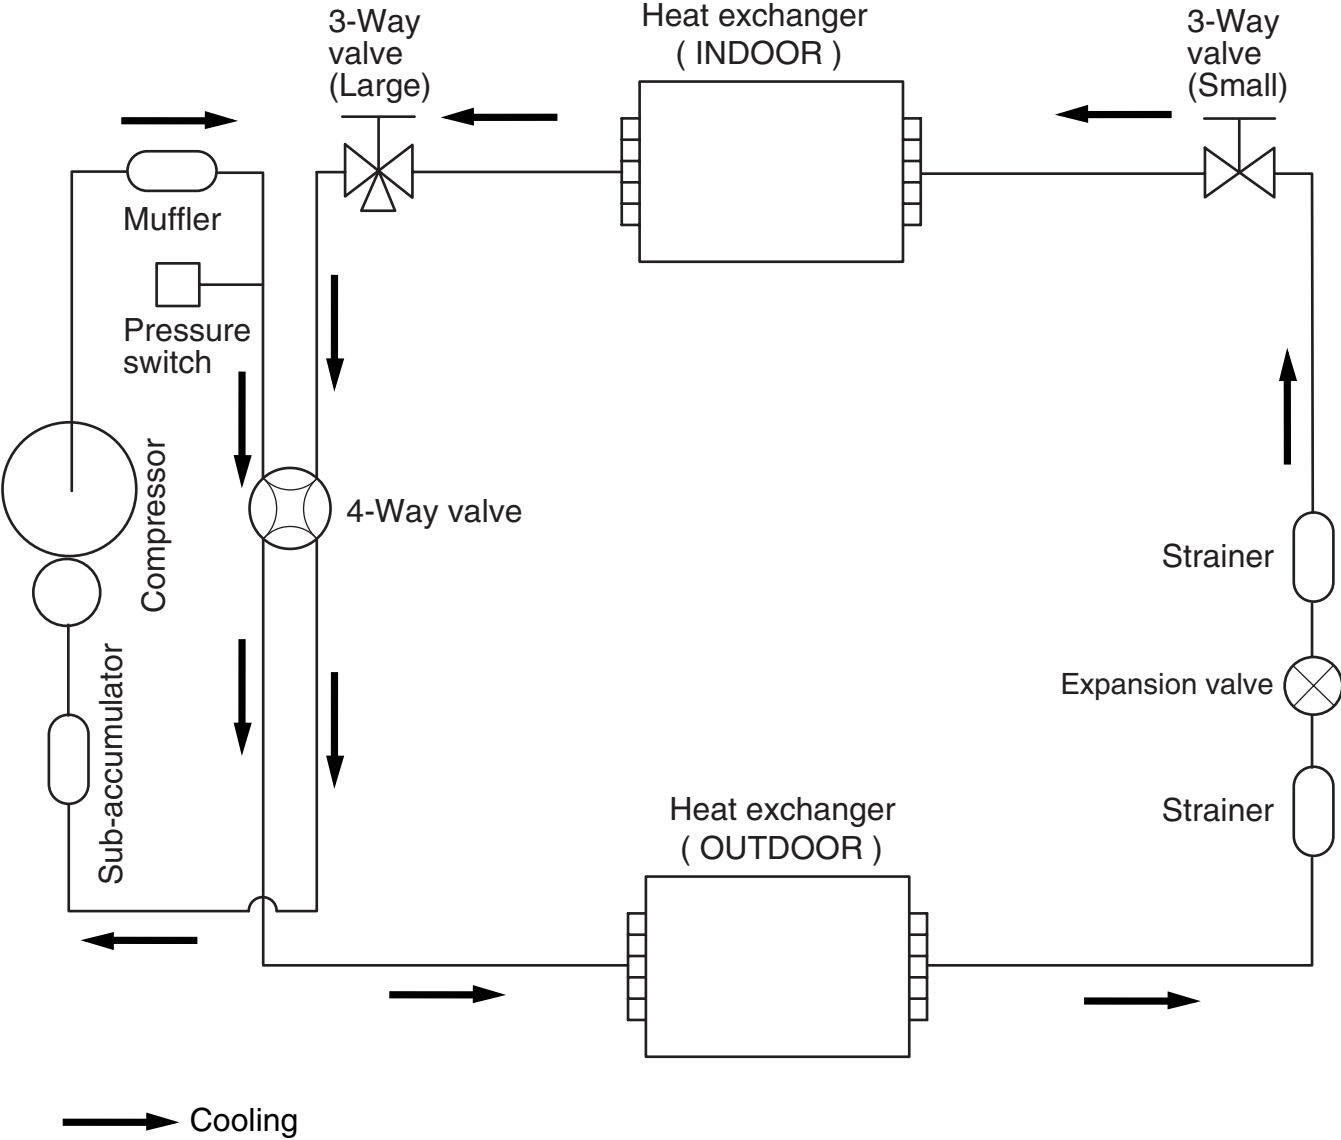 3-Way
valve
(Large)
Heat exchanger
( INDOOR )
3-Way
valve
(Small)
Muffler
Pressure
switch
Compressor
4-Way valve
Strainer
Expansion valve
Sub-accumulator
Strainer
Heat exchanger
( OUTDOOR )
Cooling